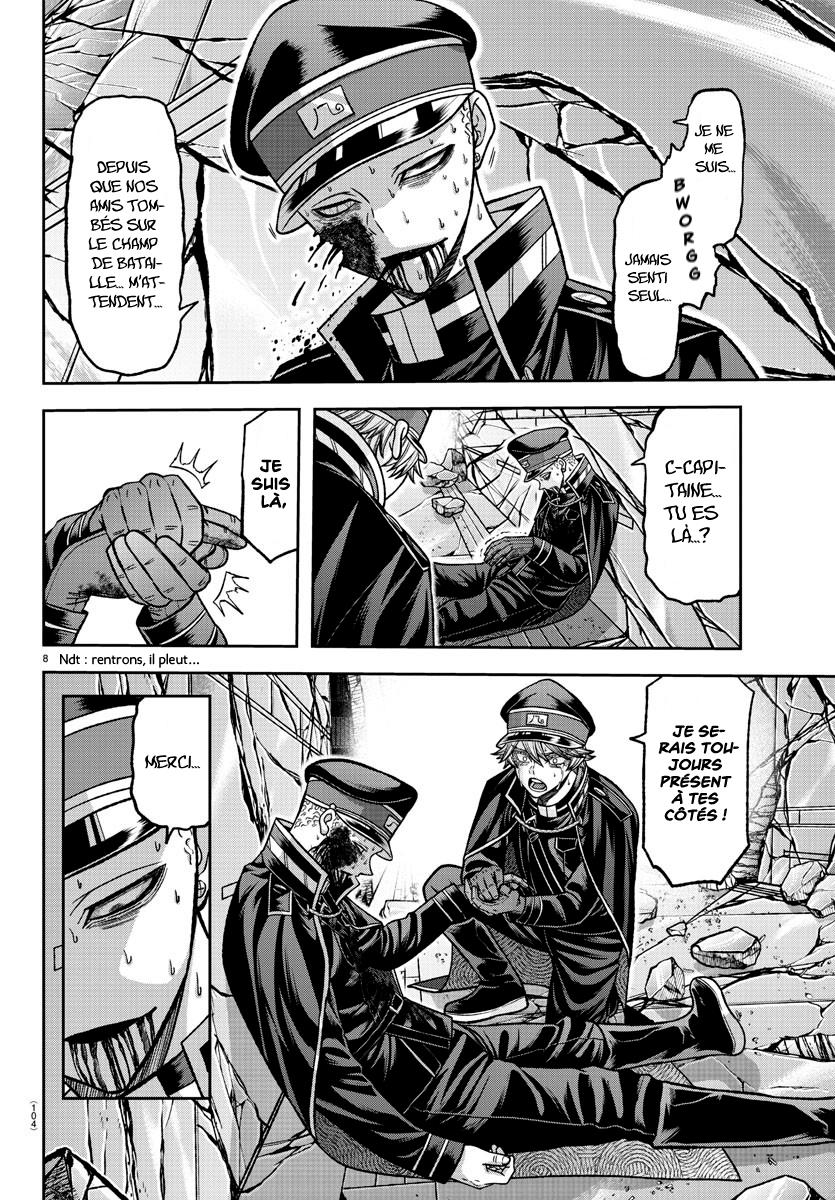 JE NE
ME
SUIS...
BWORGG
JAMAIS
SENTI
SEUL...
DEPUIS
QUE NOS
AMIS TOM-
BÉS SUR
LE CHAMP
DE BATAIL-
LLE... M'AT-
TENDENT...
C-CAPI-
TAINE...
TU ES
LÀ...?
JE
SUIS
LÀ,
8
Ndt : rentrons, il pleut...
JE SE-
RAIS TOU-
JOURS
PRÉSENT
À TES
CÔTÉS !
MERCI...
(104)